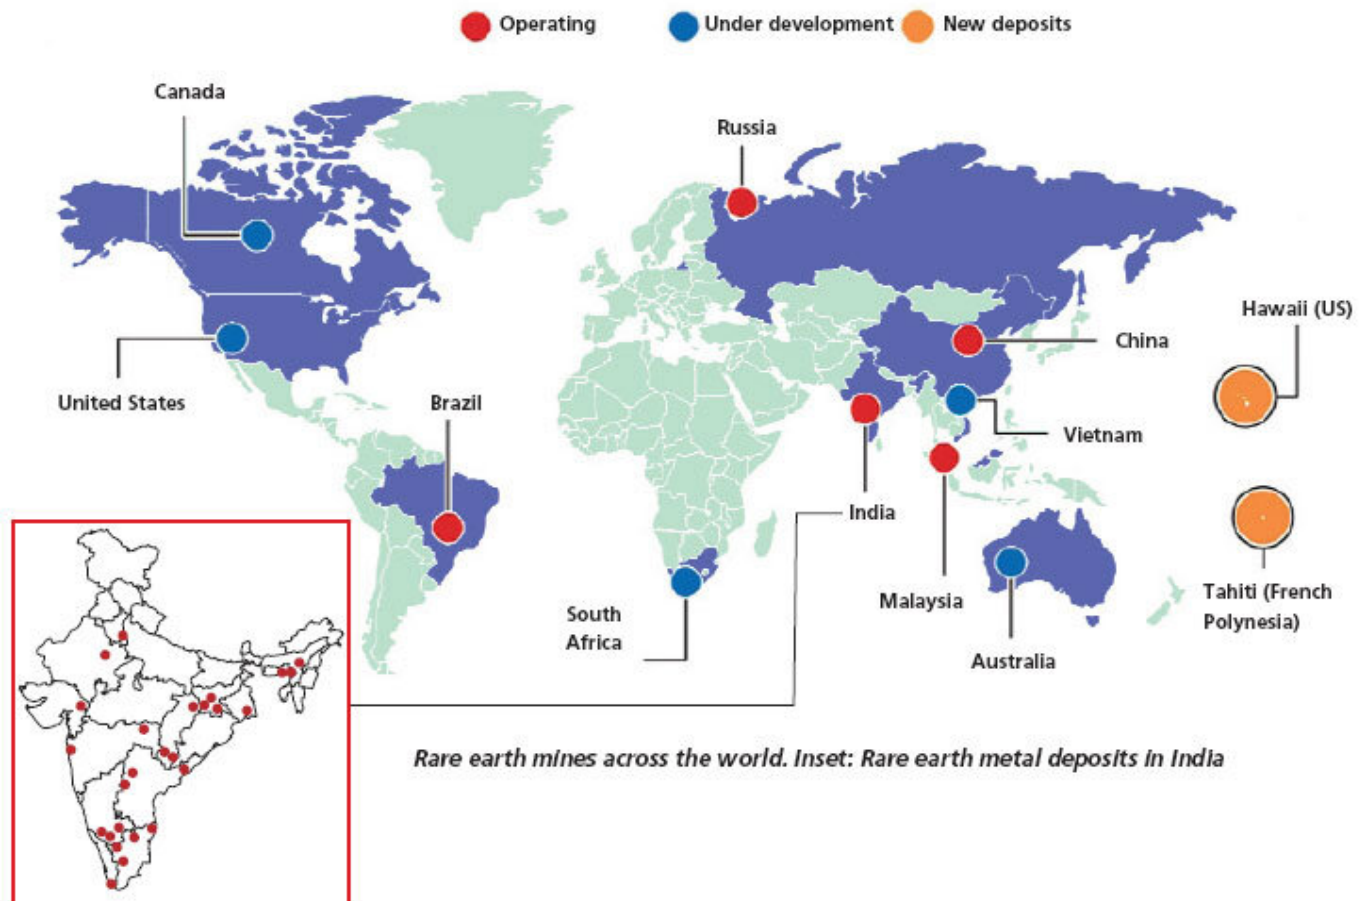 Operating
Under development
New deposits
Canada
Russia
Hawaii (US)
China
United States
Brazil
Vietnam
India
Tahiti (French
Polynesia)
Malaysia
South
Africa
Australia
Rare earth mines across the world. Inset: Rare earth metal deposits in India